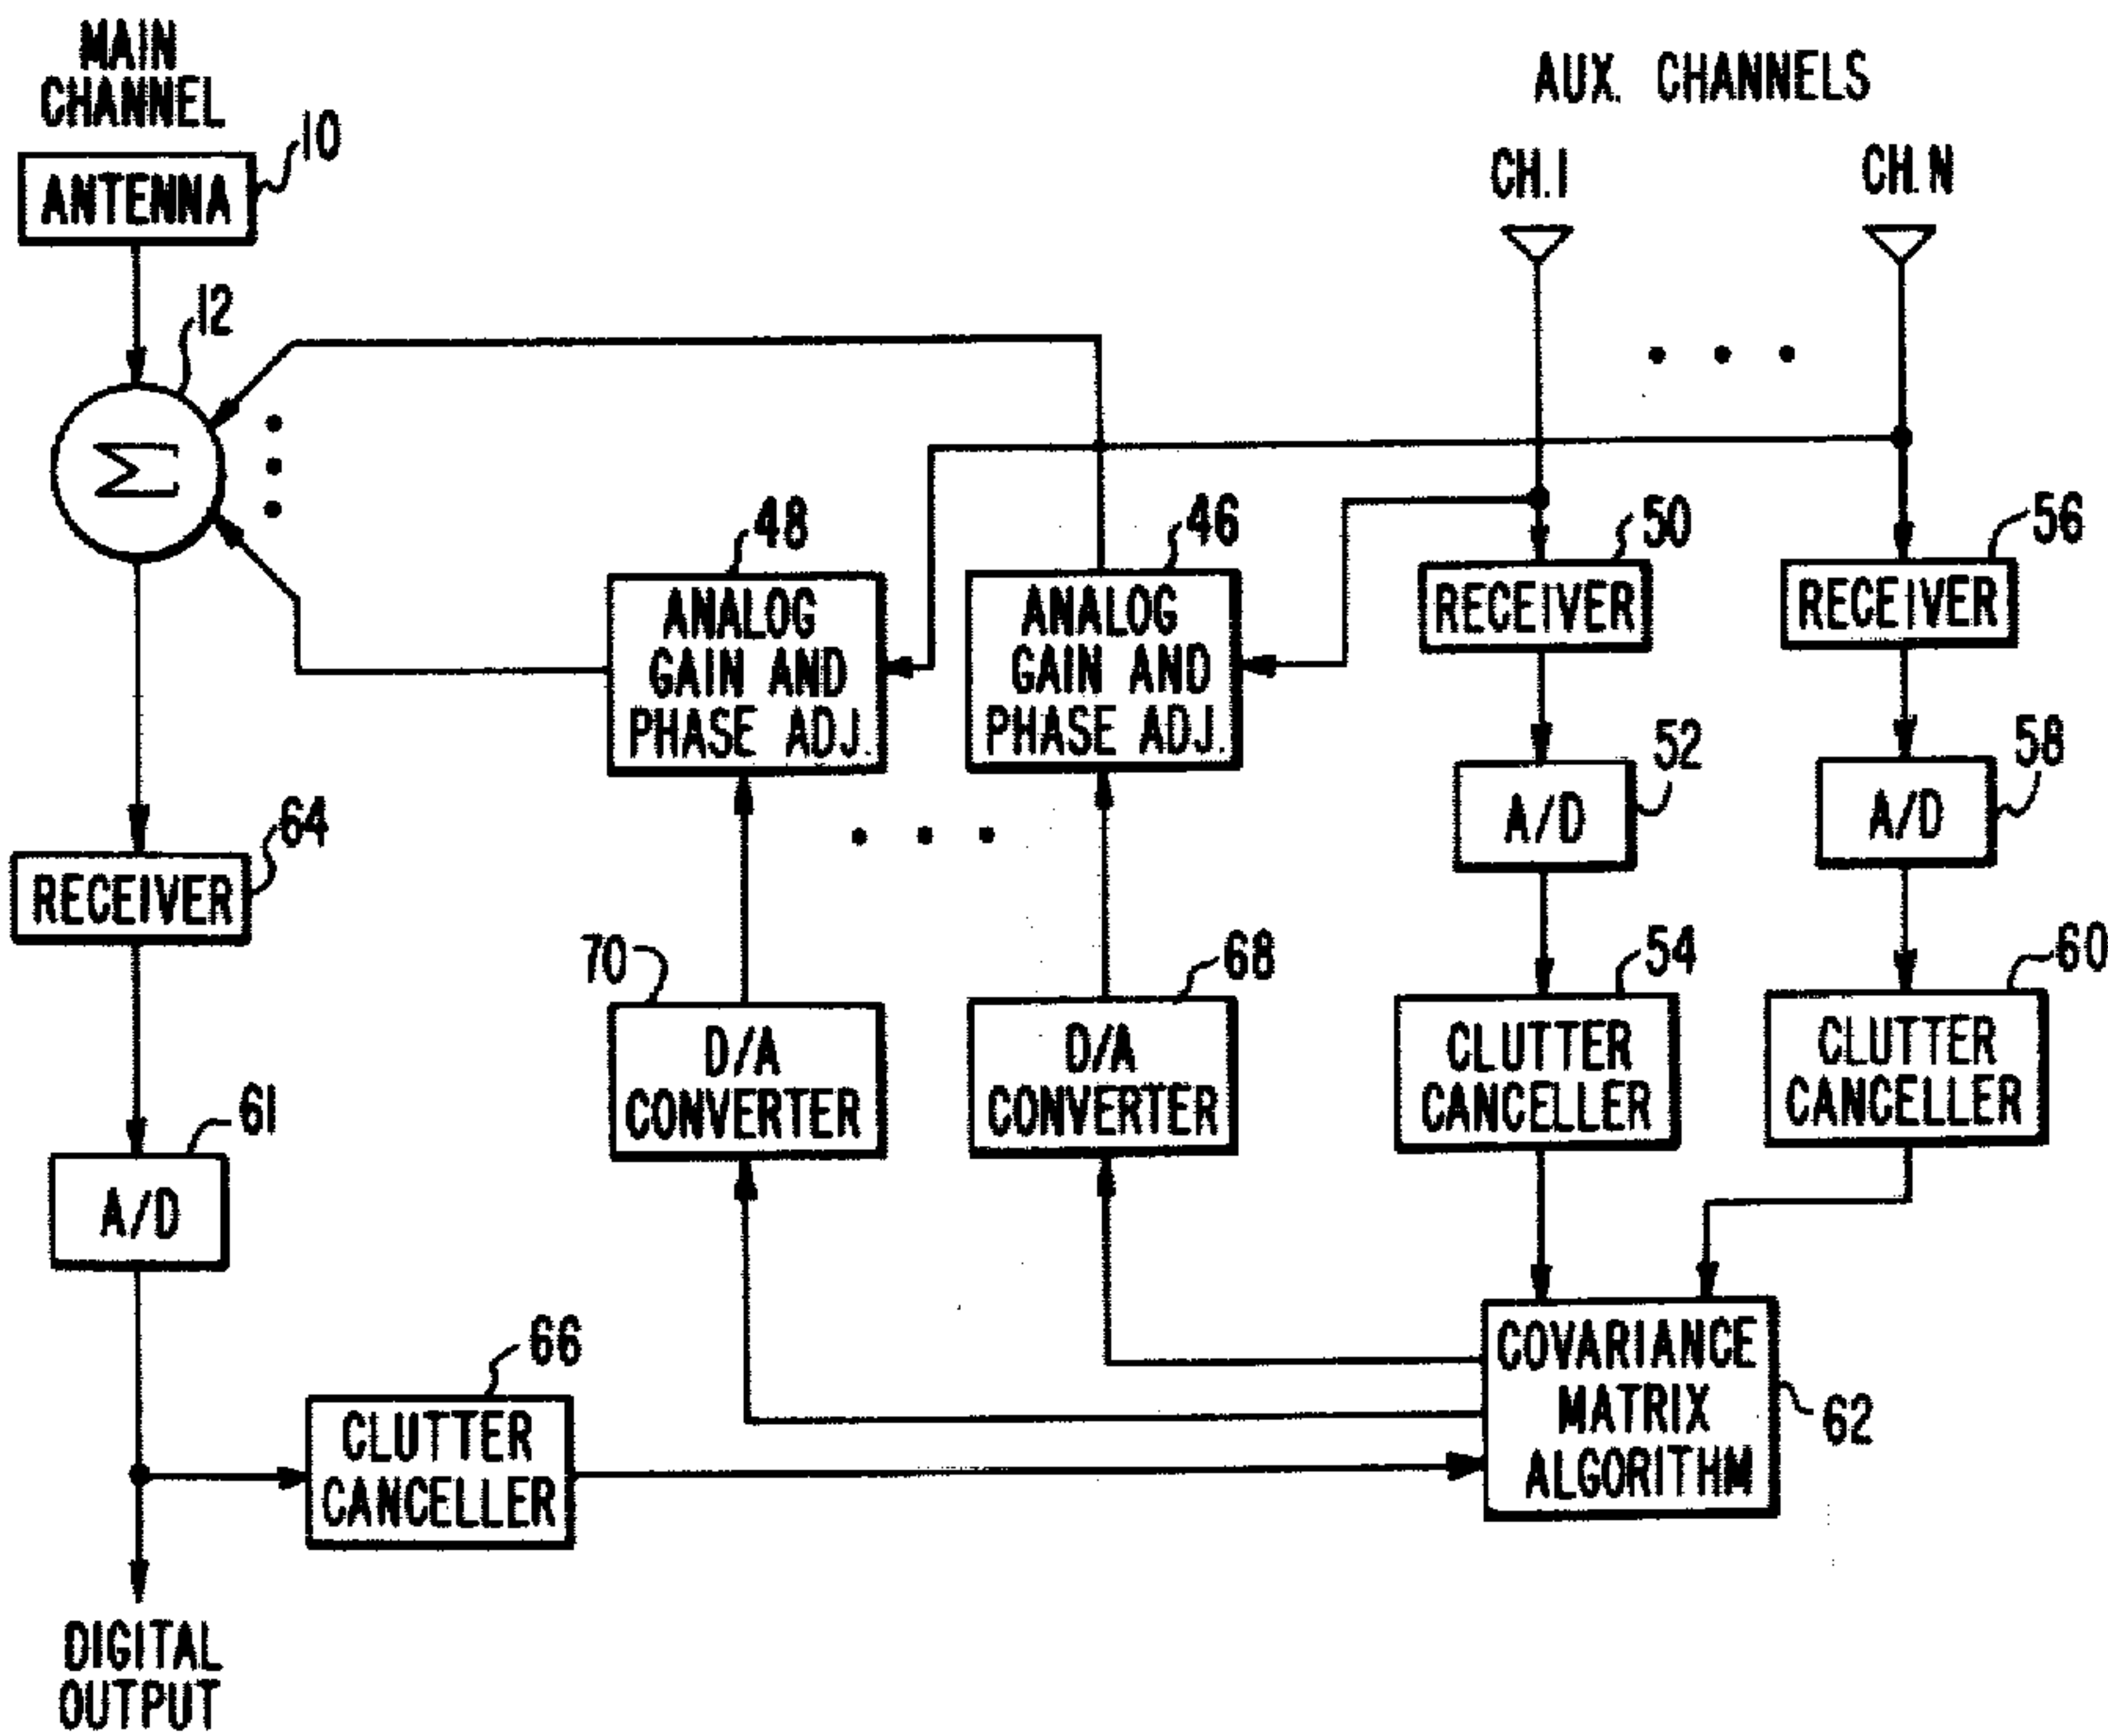 MAIN
CHANNEL
AUX. CHANNELS
10
ANTENNA
CH.1
CH.N
12
Σ
48
46
50
56
ANALOG
GAIN AND
PHASE ADJ.
ANALOG
GAIN AND
PHASE ADJ.
RECEIVER
RECEIVER
64
52
58
RECEIVER
A/D
A/D
70
68
54
60
D/A
CONVERTER
D/A
CONVERTER
CLUTTER
CANCELLER
CLUTTER
CANCELLER
61
A/D
66
CLUTTER
CANCELLER
COVARIANCE
MATRIX
ALGORITHM
62
DIGITAL
OUTPUT